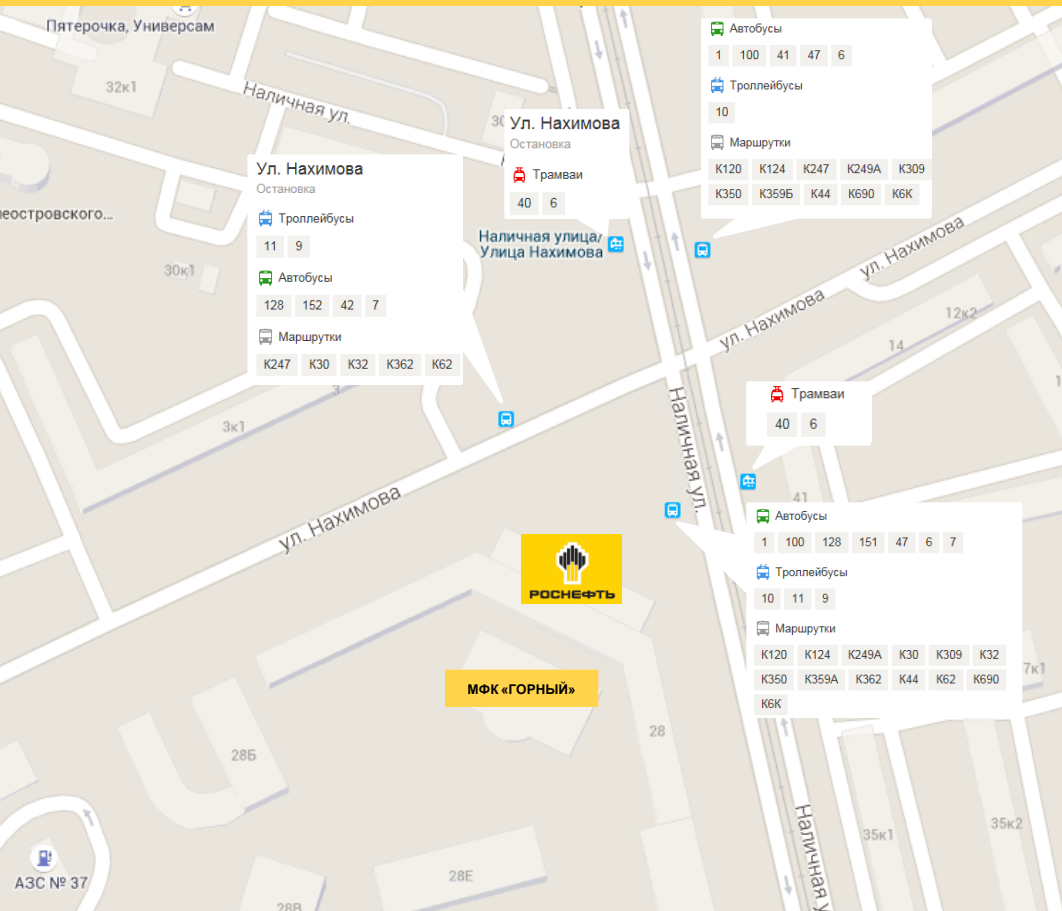 Пятерочка, Универсам
32к1
Наличная ул.
30
Ул. Нахимова
Остановка
Трамваи
40 6
Автобусы
1 100 41 47 6
Троллейбусы
10
Маршрутки
К120 К124 К247 К249А К309
К350 К359Б К44 К690 К6К
Ул. Нахимова
Остановка
Троллейбусы
11 9
Автобусы
128 152 42 7
Маршрутки
К247 К30 К32 К362 К62
еостровского...
30к1
Наличная улица/
Улица Нахимова
ул. Нахимова
ул. Нахимова
12к2
14
3
3к1
Наличная ул.
Трамваи
40 6
41
ул. Нахимова
РОСНЕФТЬ
Автобусы
1 100 128 151 47 6 7
Троллейбусы
10 11 9
Маршрутки
К120 К124 К249А К30 К309 К32
К350 К359А К362 К44 К62 К690
К6К
7к1
МФК «ГОРНЫЙ»
28
28Б
Наличная у
35к1
35к2
АЗС № 37
28Е
28В